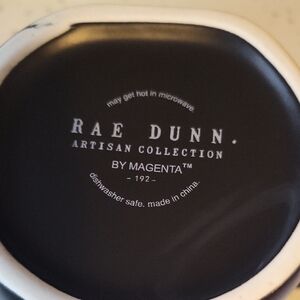 may get hot in microwave.
RAE DUNN.
ARTISAN COLLECTION
BY MAGENTA™
- 192 -
dishwasher safe. made in china.